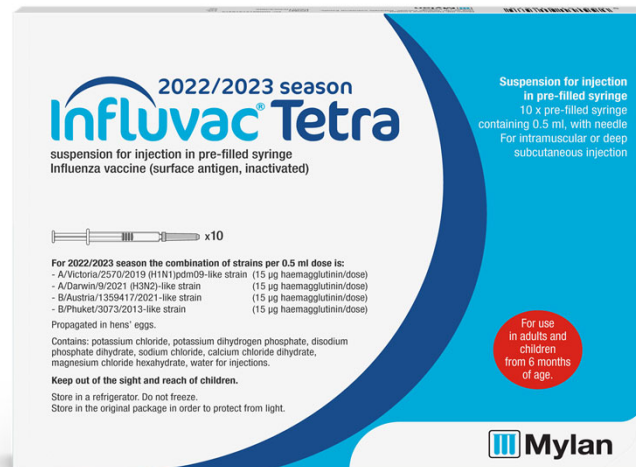 2022/2023 season
Influvac® Tetra
suspension for injection in pre-filled syringe
Influenza vaccine (surface antigen, inactivated)
x10
For 2022/2023 season the combination of strains per 0.5 ml dose is:
- A/Victoria/2570/2019 (H1N1)pdm09-like strain (15 µg haemagglutinin/dose)
- A/Darwin/9/2021 (H3N2)-like strain (15 µg haemagglutinin/dose)
- B/Austria/1359417/2021-like strain (15 µg haemagglutinin/dose)
- B/Phuket/3073/2013-like strain (15 µg haemagglutinin/dose)
Propagated in hens' eggs.
Contains: potassium chloride, potassium dihydrogen phosphate, disodium
phosphate dihydrate, sodium chloride, calcium chloride dihydrate,
magnesium chloride hexahydrate, water for injections.
Keep out of the sight and reach of children.
Store in a refrigerator. Do not freeze.
Store in the original package in order to protect from light.
Suspension for injection
in pre-filled syringe
10 x pre-filled syringe
containing 0.5 ml, with needle
For intramuscular or deep
subcutaneous injection
For use
in adults and
children
from 6 months
of age.
Mylan